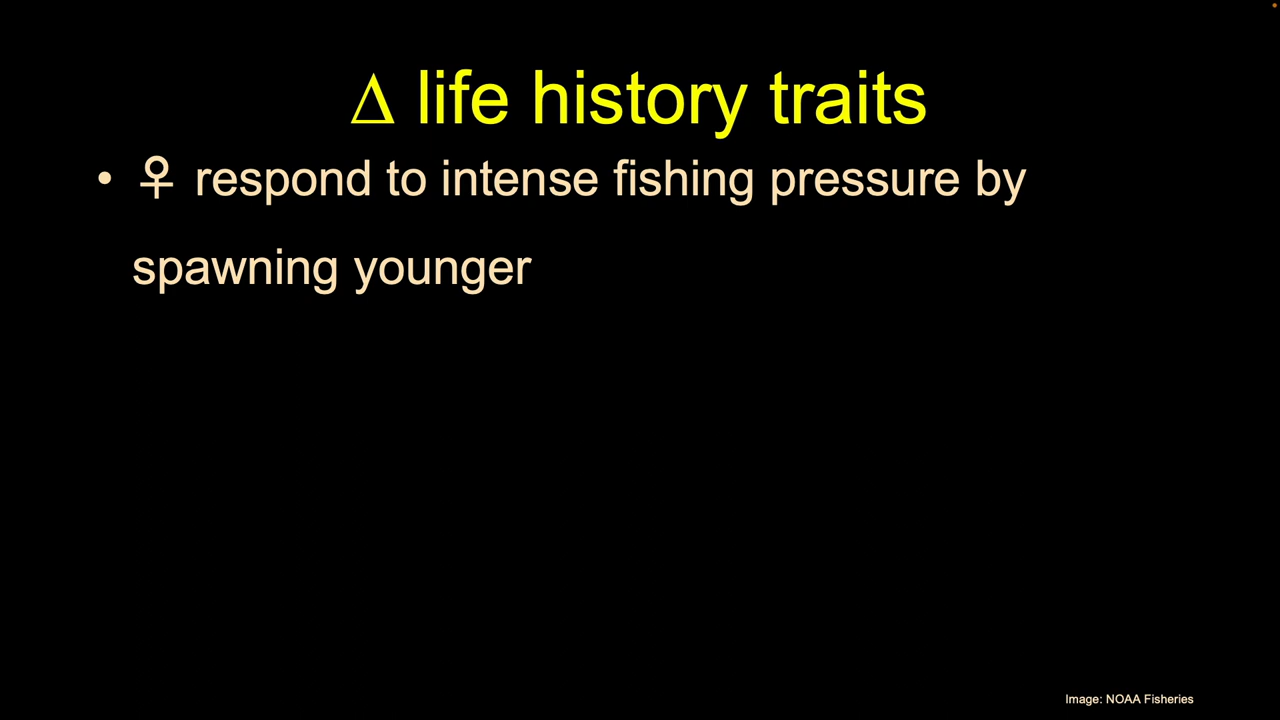 Δ life history traits
• ♀ respond to intense fishing pressure by
spawning younger
Image: NOAA Fisheries